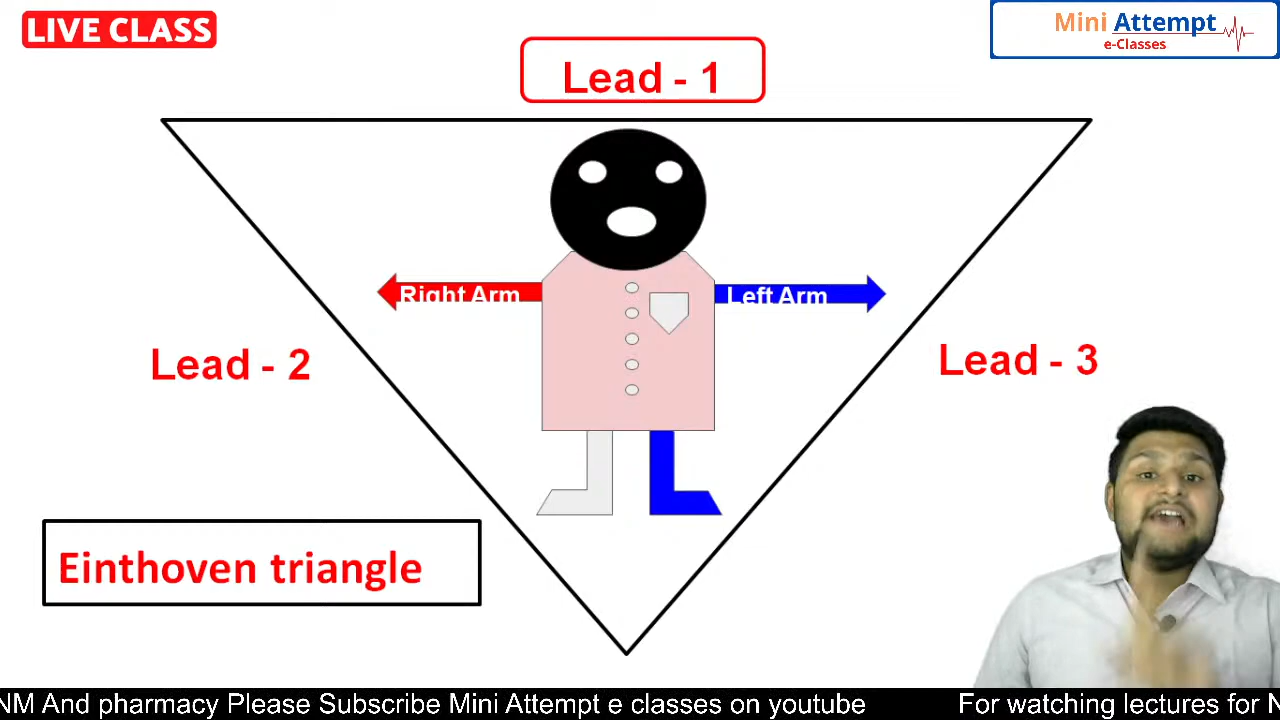 LIVE CLASS
Mini Attempt
e-Classes
Lead - 1
Right Arm
Left Arm
Lead - 2
Lead - 3
Einthoven triangle
NM And pharmacy Please Subscribe Mini Attempt e classes on youtube For watching lectures for N